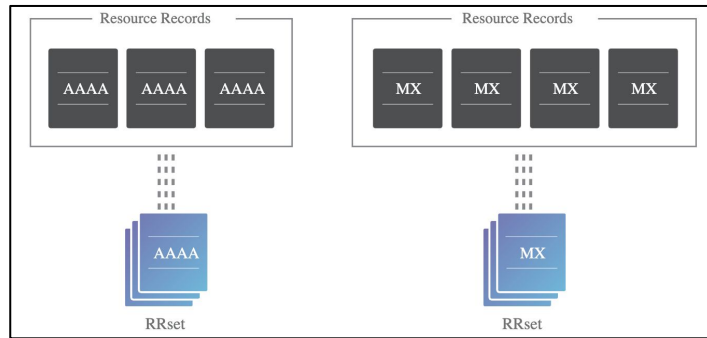 Resource Records
AAAA AAAA AAAA
AAAA
RRset
Resource Records
MX MX MX MX
MX
RRset